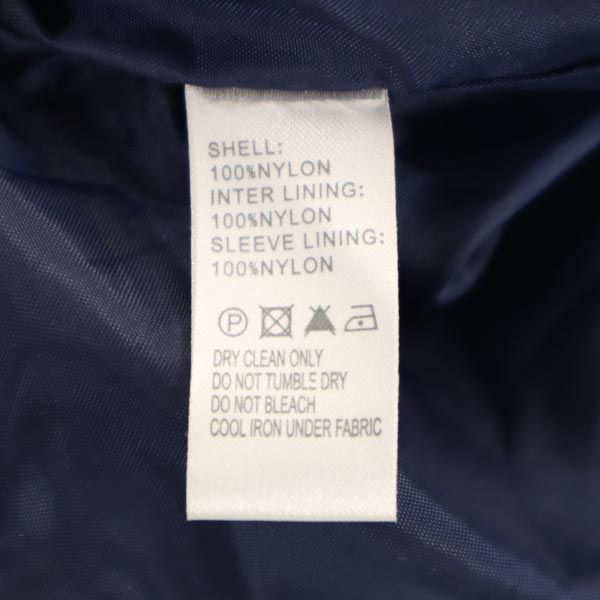 SHELL:
100%NYLON
INTER LINING:
100%NYLON
SLEEVE LINING:
100%NYLON
P
DRY CLEAN ONLY
DO NOT TUMBLE DRY
DO NOT BLEACH
COOL IRON UNDER FABRIC